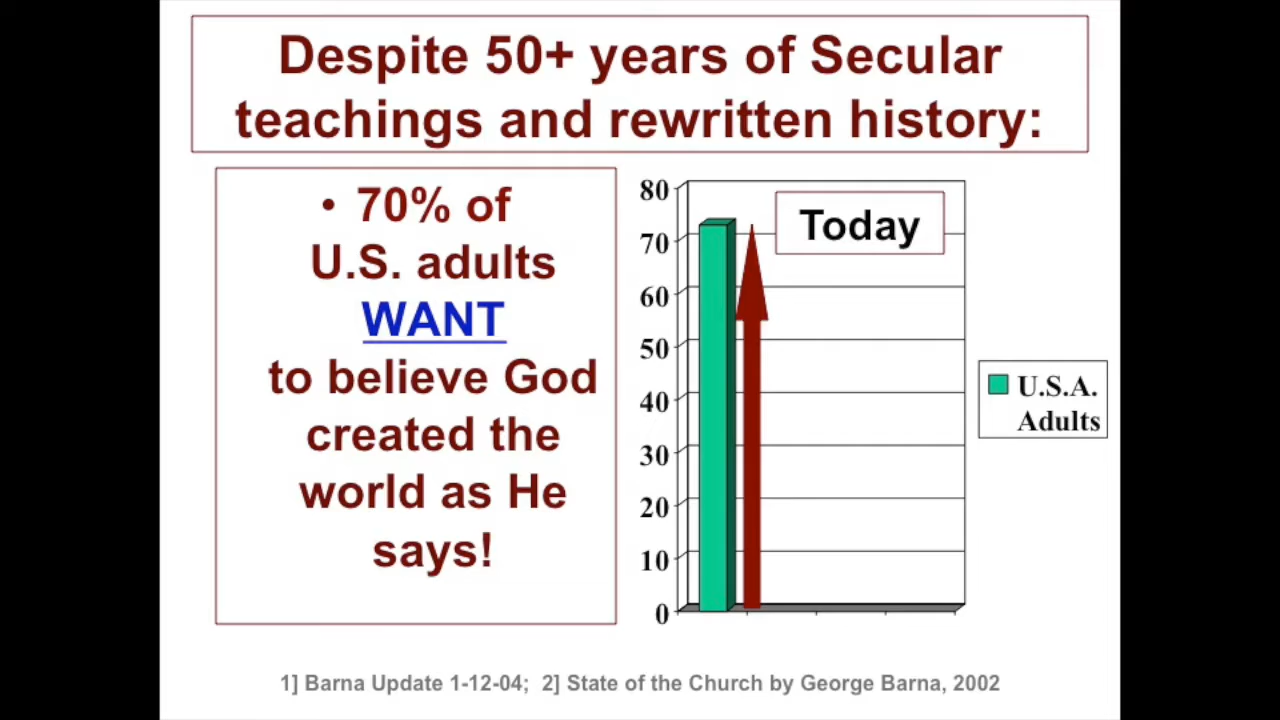 Despite 50+ years of Secular
teachings and rewritten history:
• 70% of
U.S. adults
WANT
to believe God
created the
world as He
says!
80
70
60
50
40
30
20
10
0
Today
U.S.A.
Adults
1] Barna Update 1-12-04; 2] State of the Church by George Barna, 2002